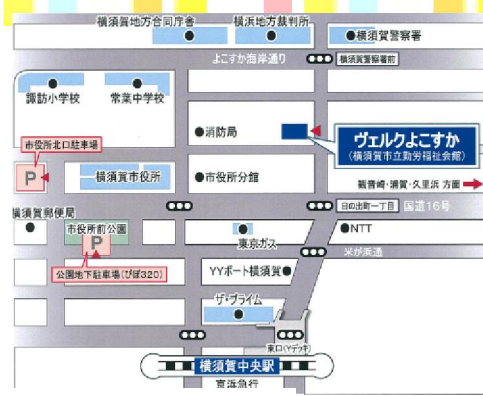 横須賀地方合同庁舎
横浜地方裁判所
横須賀警察署
よこすか海岸通り
横須賀警察署前
諏訪小学校
常葉中学校
消防局
ヴェルクよこすか
(横須賀市立勤労福祉会館)
市役所北口駐車場
P
横須賀市役所
市役所分館
観音崎・浦賀・久里浜 方面
日の出町一丁目
国道16号
横須賀郵便局
市役所前公園
P
東京ガス
NTT
米が浜通
公園地下駐車場(ぴぽ320)
YYポート横須賀
ザ・プライム
東口(Yデッキ)
横須賀中央駅
京浜急行